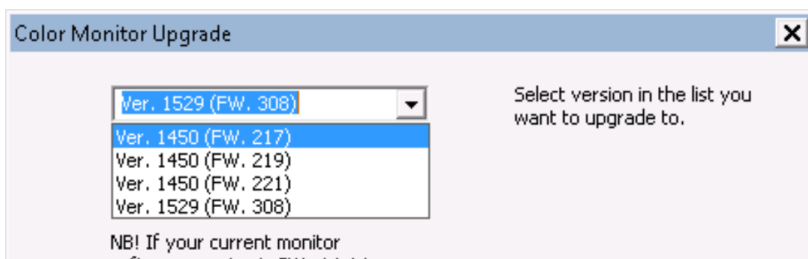 Color Monitor Upgrade
Ver. 1529 (FW. 308)
Select version in the list you
want to upgrade to.
Ver. 1450 (FW. 217)
Ver. 1450 (FW. 219)
Ver. 1450 (FW. 221)
Ver. 1529 (FW. 308)
NB! If your current monitor